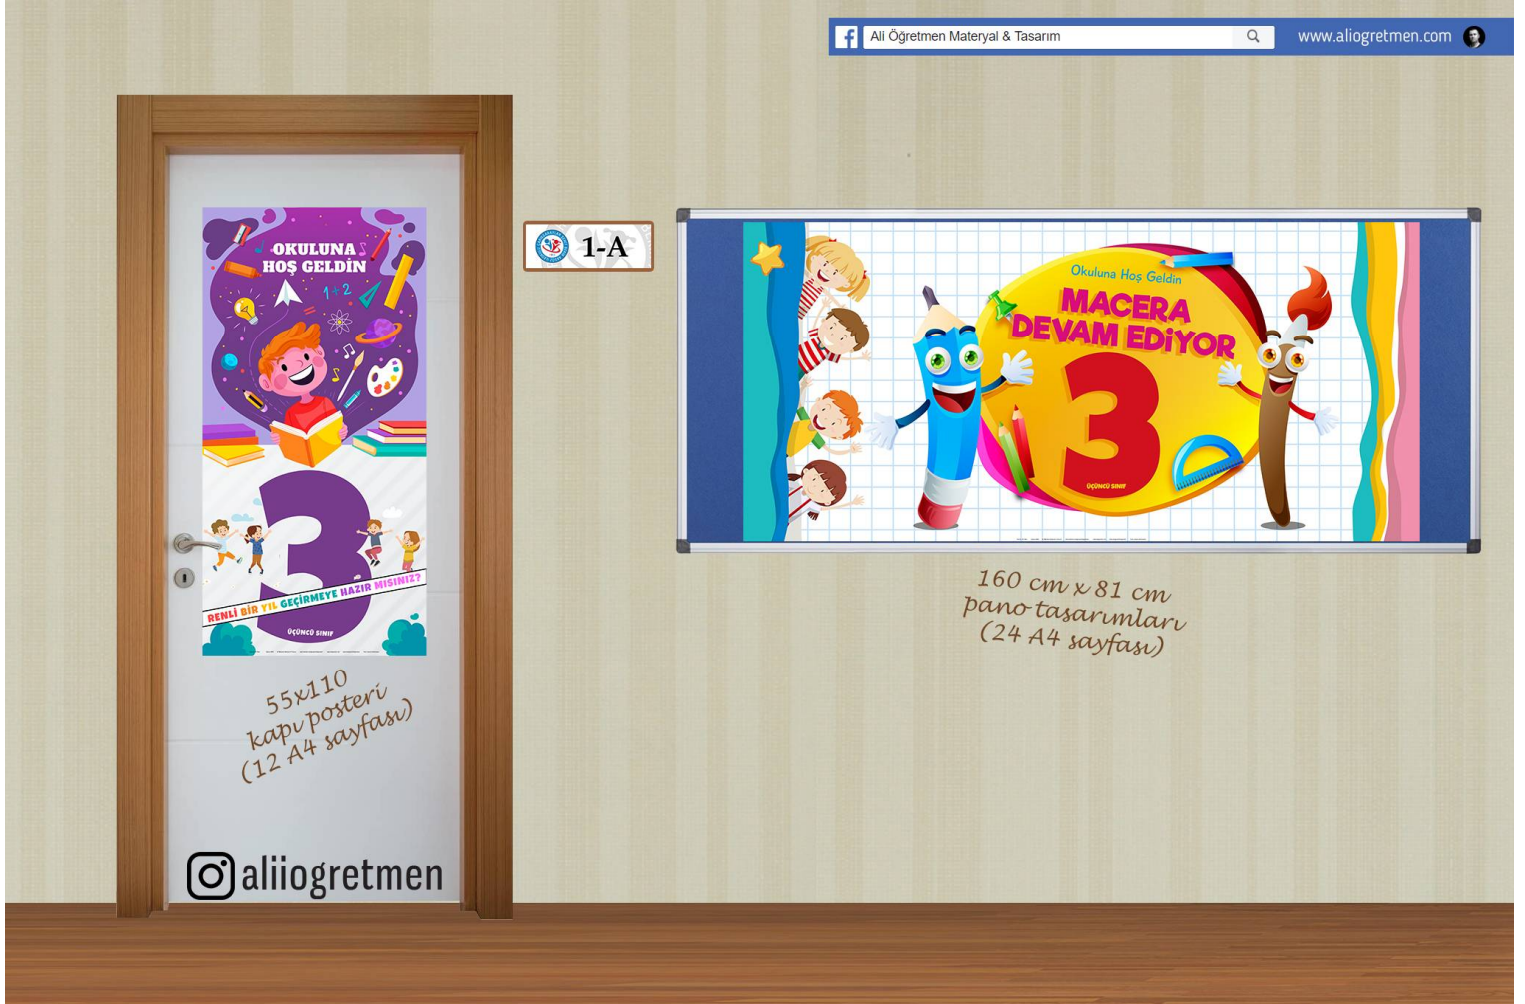 Ali Öğretmen Materyal & Tasarım
www.aliogretmen.com
OKULUNA
HOŞ GELDİN
1+2
3
RENLİ BİR YIL GEÇİRMEYE HAZIR MISINIZ?
ÜÇÜNCÜ SINIF
55x110
kapı posteri
(12 A4 sayfası)
aliiogretmen
1-A
Okuluna Hoş Geldin
MACERA
DEVAM EDİYOR
3
ÜÇÜNCÜ SINIF
160 cm x 81 cm
pano tasarımları
(24 A4 sayfası)